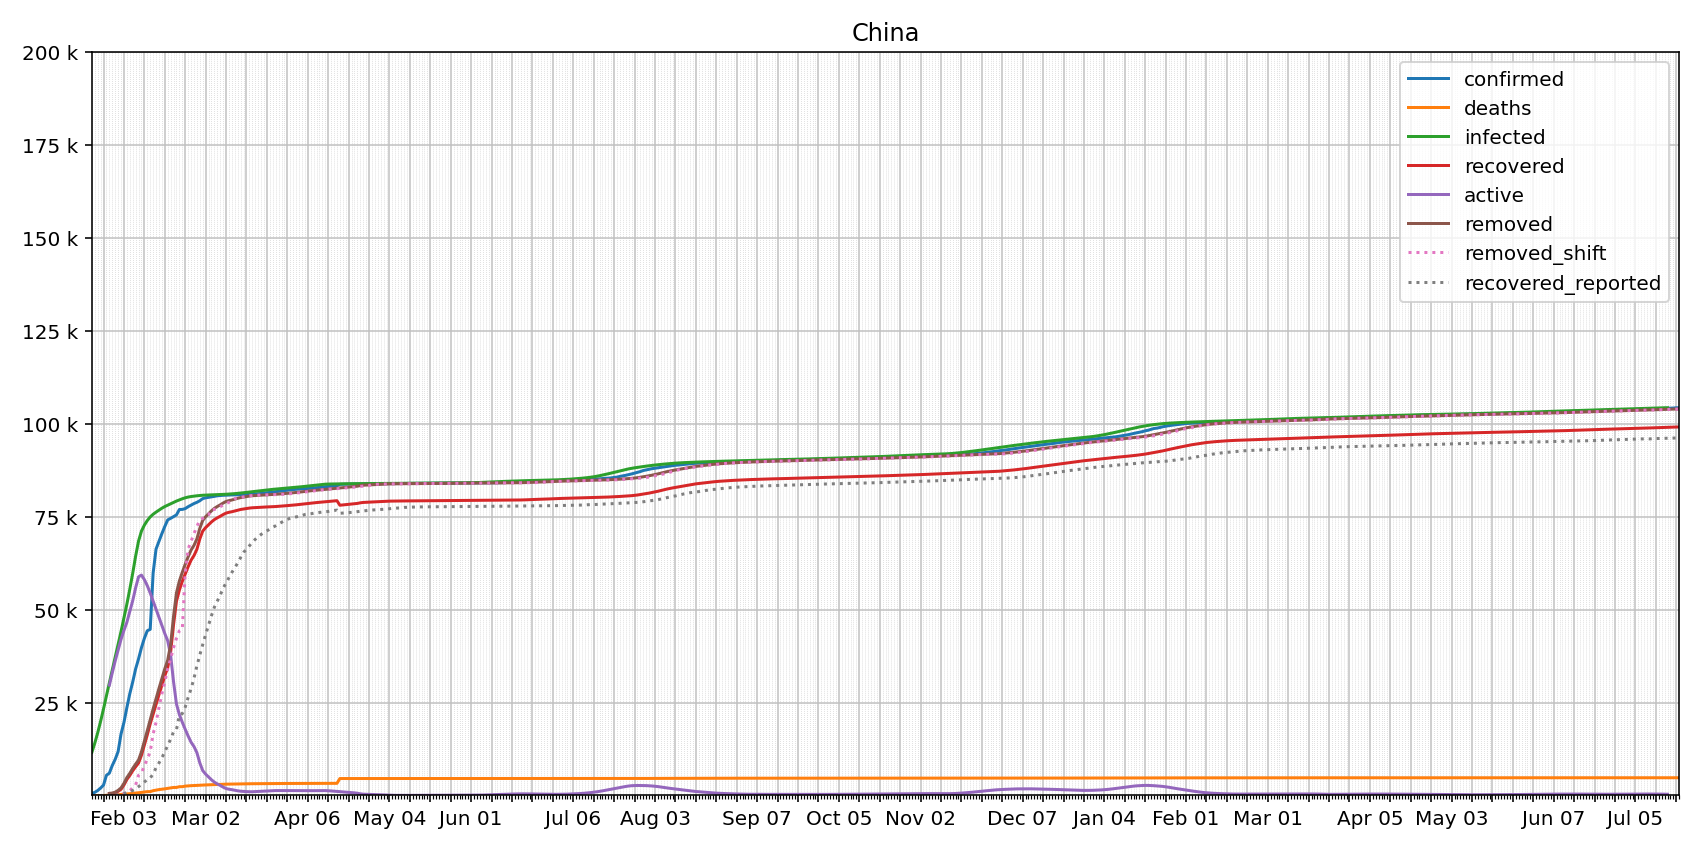 China
200 k
175 k
150 k
125 k
100 k
75 k
50 k
25 k
confirmed
deaths
infected
recovered
active
removed
removed_shift
recovered_reported
Feb 03 Mar 02 Apr 06 May 04 Jun 01 Jul 06 Aug 03 Sep 07 Oct 05 Nov 02 Dec 07 Jan 04 Feb 01 Mar 01 Apr 05 May 03 Jun 07 Jul 05